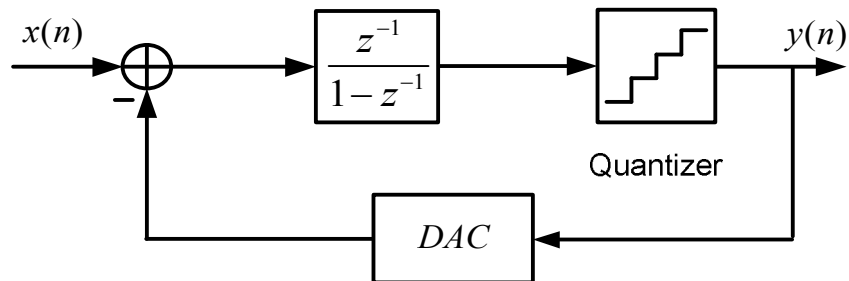 x(n)
z^{-1}
1 - z^{-1}
y(n)
Quantizer
DAC